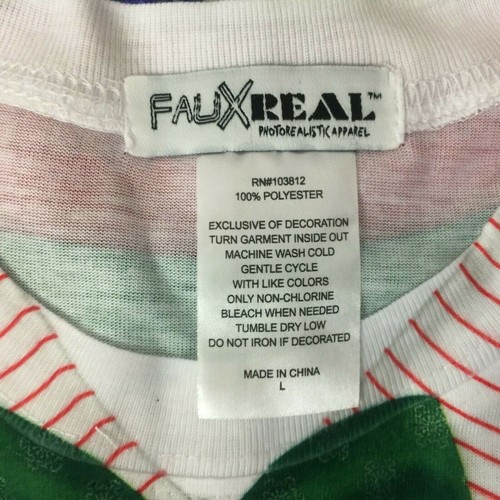 FAUXREAL™
PHOTOREALISTIC APPAREL
RN#103812
100% POLYESTER
EXCLUSIVE OF DECORATION
TURN GARMENT INSIDE OUT
MACHINE WASH COLD
GENTLE CYCLE
WITH LIKE COLORS
ONLY NON-CHLORINE
BLEACH WHEN NEEDED
TUMBLE DRY LOW
DO NOT IRON IF DECORATED
MADE IN CHINA
L